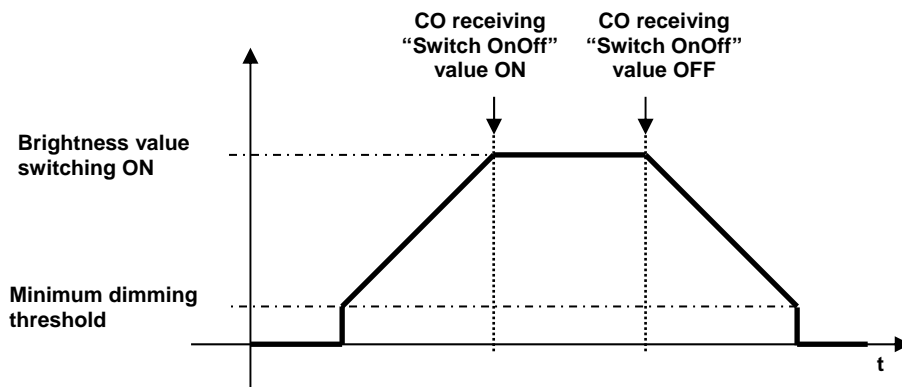 CO receiving
“Switch OnOff”
value ON
CO receiving
“Switch OnOff”
value OFF
Brightness value
switching ON
Minimum dimming
threshold
t